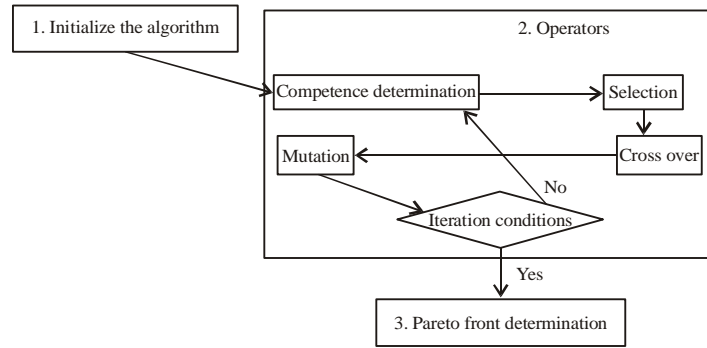 1. Initialize the algorithm
2. Operators
Competence determination
Selection
Mutation
Cross over
No
Iteration conditions
Yes
3. Pareto front determination